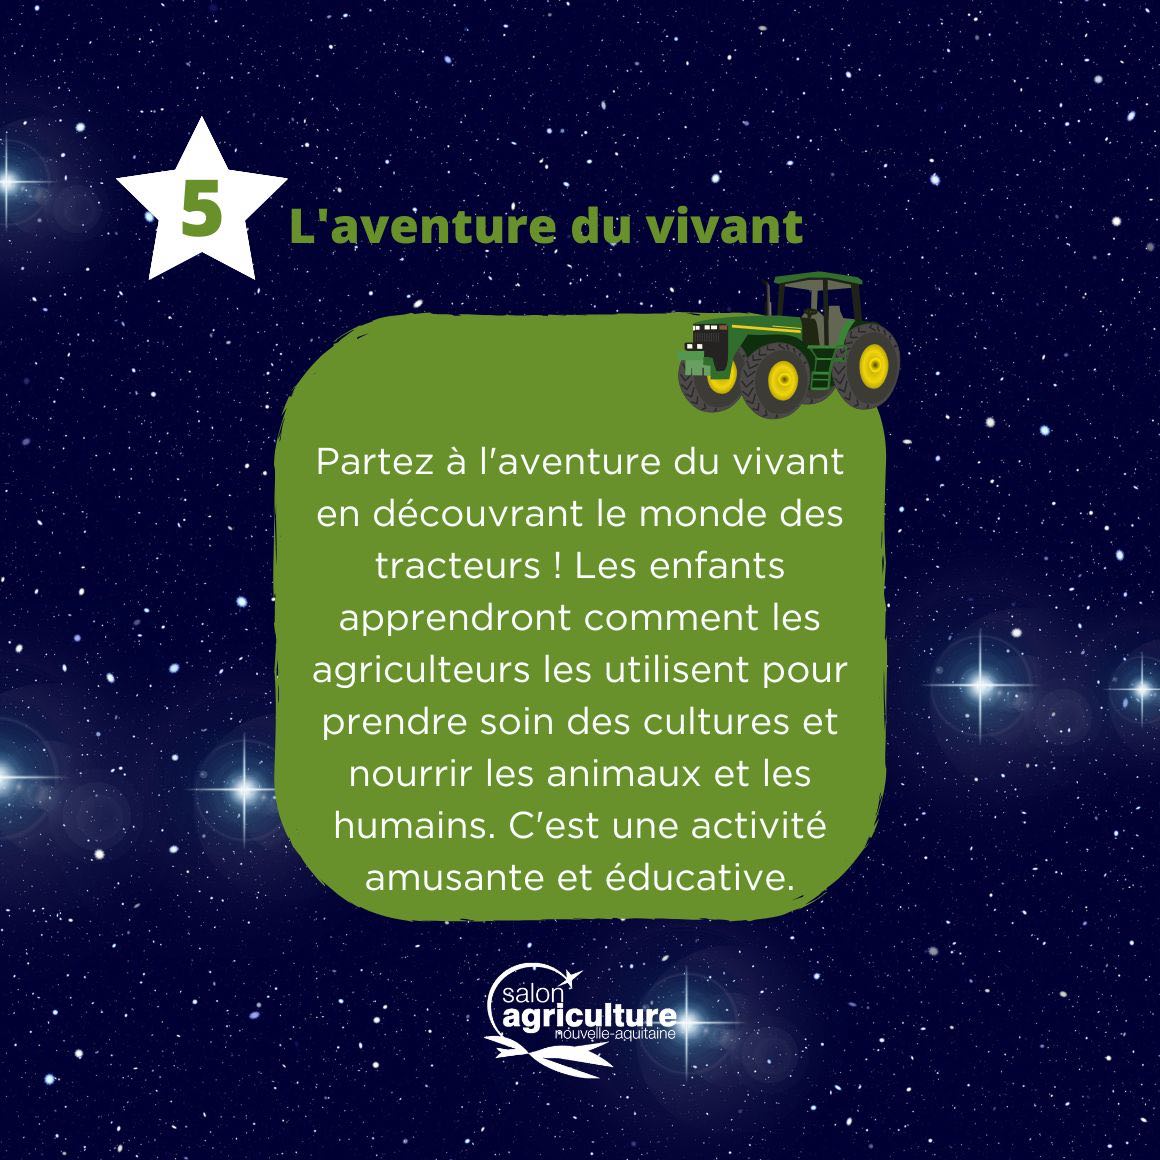 5
L'aventure du vivant
Partez à l'aventure du vivant
en découvrant le monde des
tracteurs ! Les enfants
apprendront comment les
agriculteurs les utilisent pour
prendre soin des cultures et
nourrir les animaux et les
humains. C'est une activité
amusante et éducative.
salon
agriculture
nouvelle-aquitaine